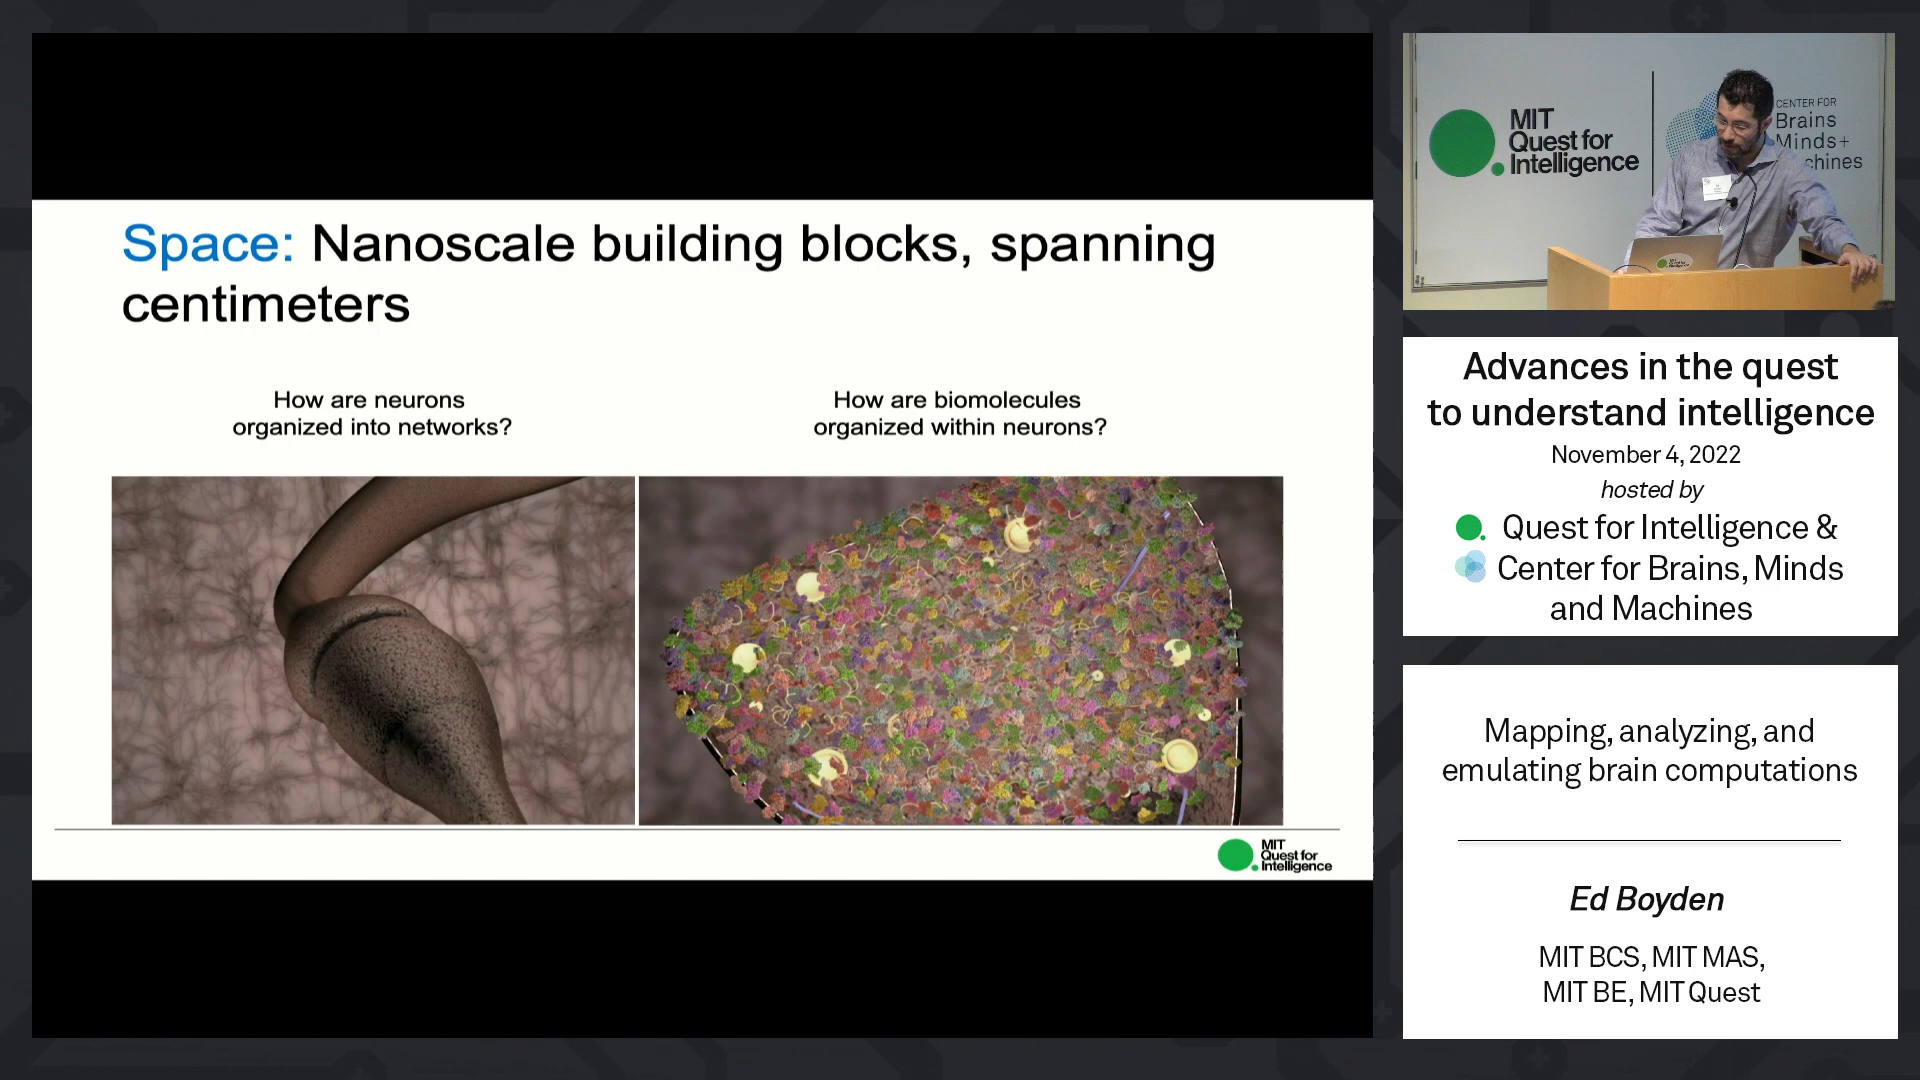 Space: Nanoscale building blocks, spanning
centimeters
How are neurons
organized into networks?
How are biomolecules
organized within neurons?
MIT
Quest for
Intelligence
MIT
Quest for
Intelligence
CENTER FOR
Brains
Minds+
chines
Advances in the quest
to understand intelligence
November 4, 2022
hosted by
Quest for Intelligence &
Center for Brains, Minds
and Machines
Mapping, analyzing, and
emulating brain computations
Ed Boyden
MIT BCS, MIT MAS,
MIT BE, MIT Quest